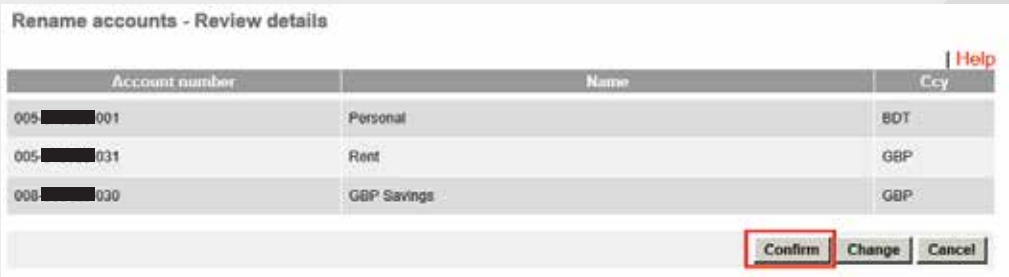 Rename accounts - Review details
| Help
Account number Name Ccy
005- 001 Personal BDT
005- 031 Rent GBP
008- 030 GBP Savings GBP
Confirm Change Cancel